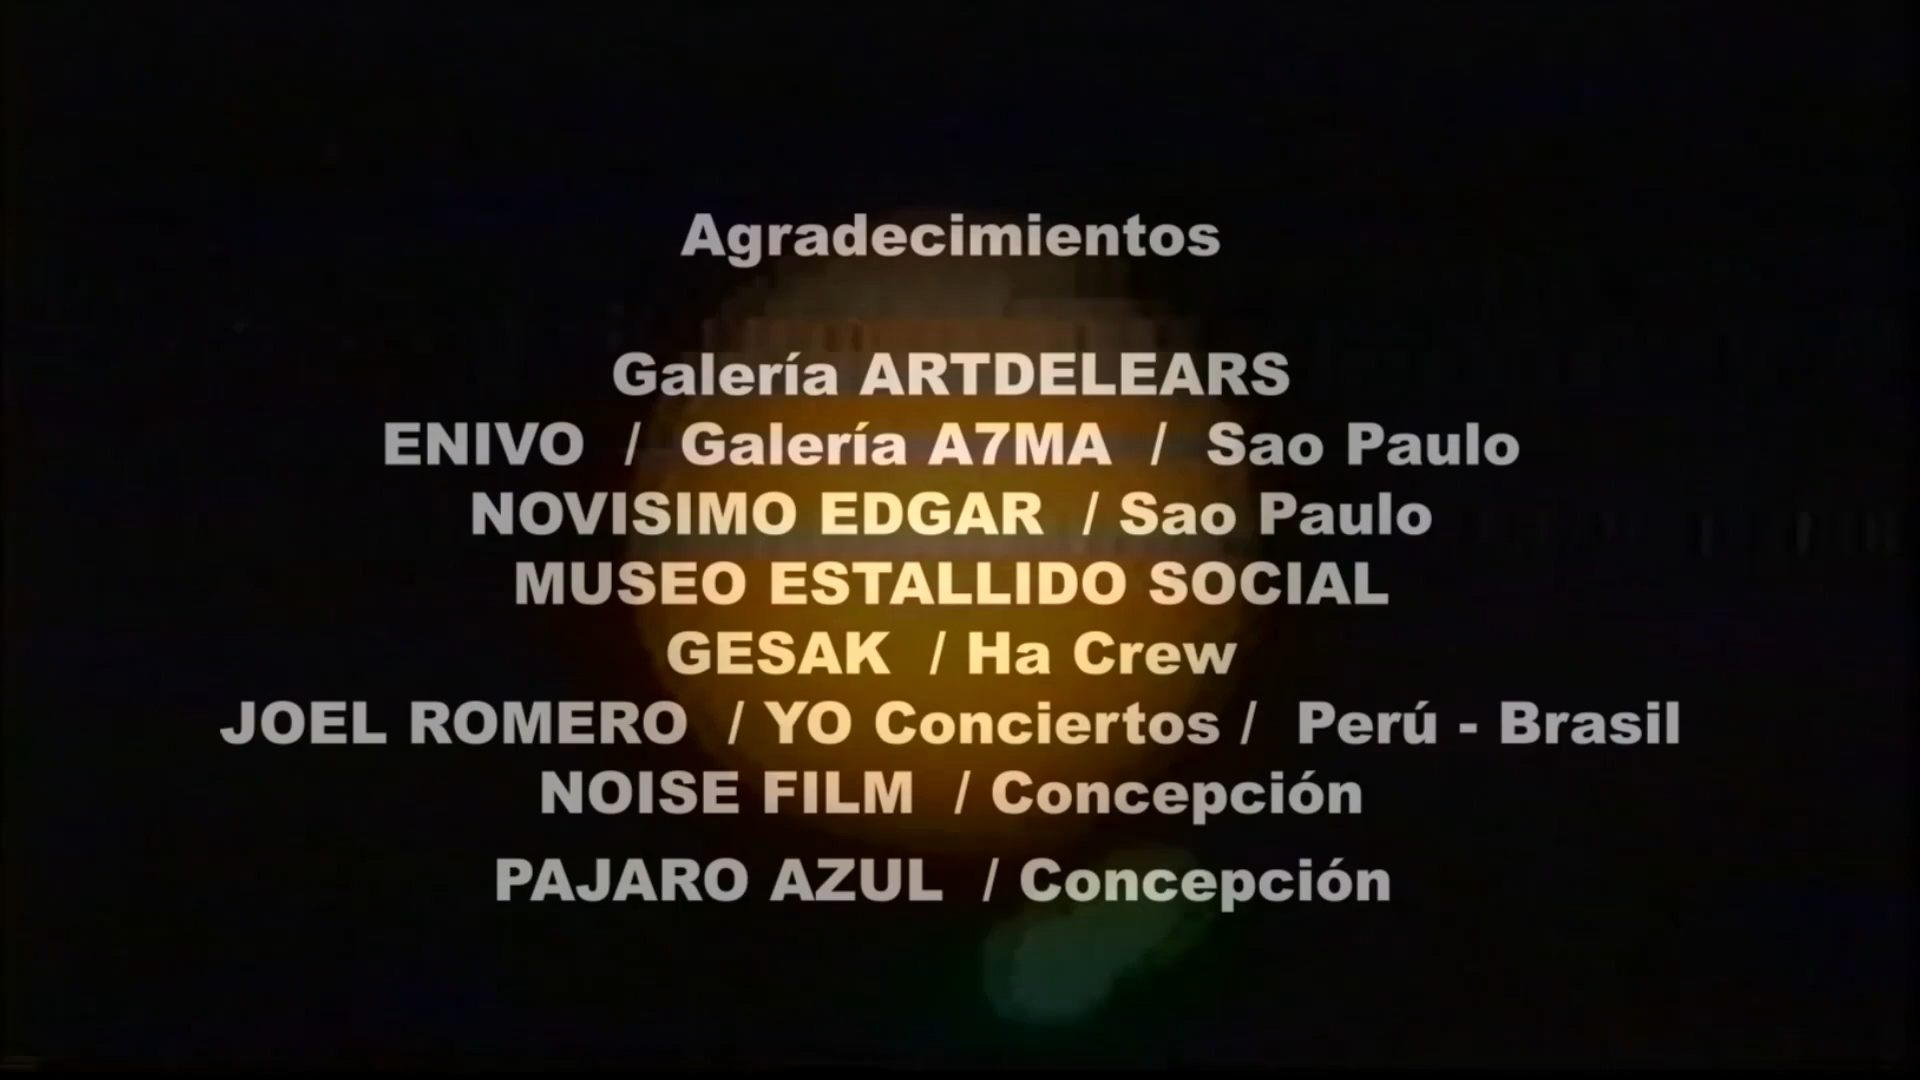 Agradecimientos
Galería ARTDELEARS
ENIVO / Galería A7MA / Sao Paulo
NOVISIMO EDGAR / Sao Paulo
MUSEO ESTALLIDO SOCIAL
GESAK / Ha Crew
JOEL ROMERO / YO Conciertos / Perú - Brasil
NOISE FILM / Concepción
PAJARO AZUL / Concepción